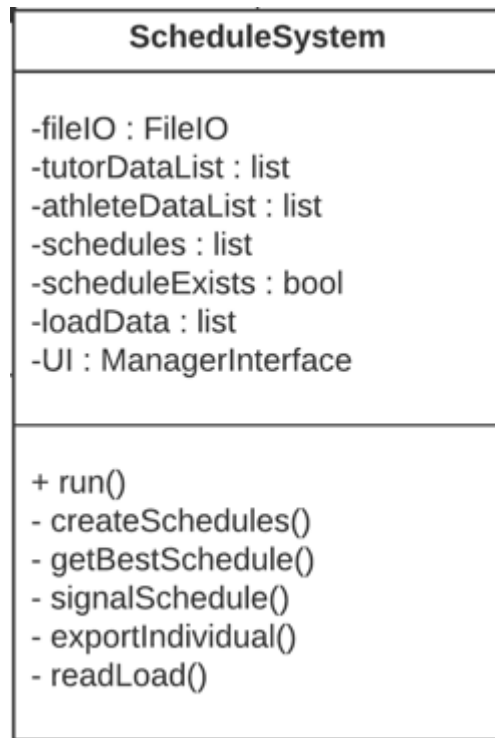 ScheduleSystem
-fileIO : FileIO
-tutorDataList : list
-athleteDataList : list
-schedules : list
-scheduleExists : bool
-loadData : list
-UI : ManagerInterface
+ run()
- createSchedules()
- getBestSchedule()
- signalSchedule()
- exportIndividual()
- readLoad()